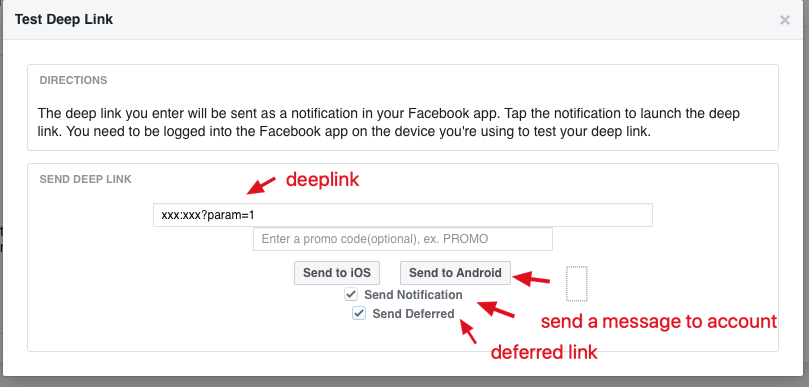 Test Deep Link
×
DIRECTIONS
The deep link you enter will be sent as a notification in your Facebook app. Tap the notification to launch the deep
link. You need to be logged into the Facebook app on the device you're using to test your deep link.
SEND DEEP LINK
deeplink
xxx:xxx?param=1
Enter a promo code(optional), ex. PROMO
Send to iOS Send to Android
Send Notification
Send Deferred
send a message to account
deferred link